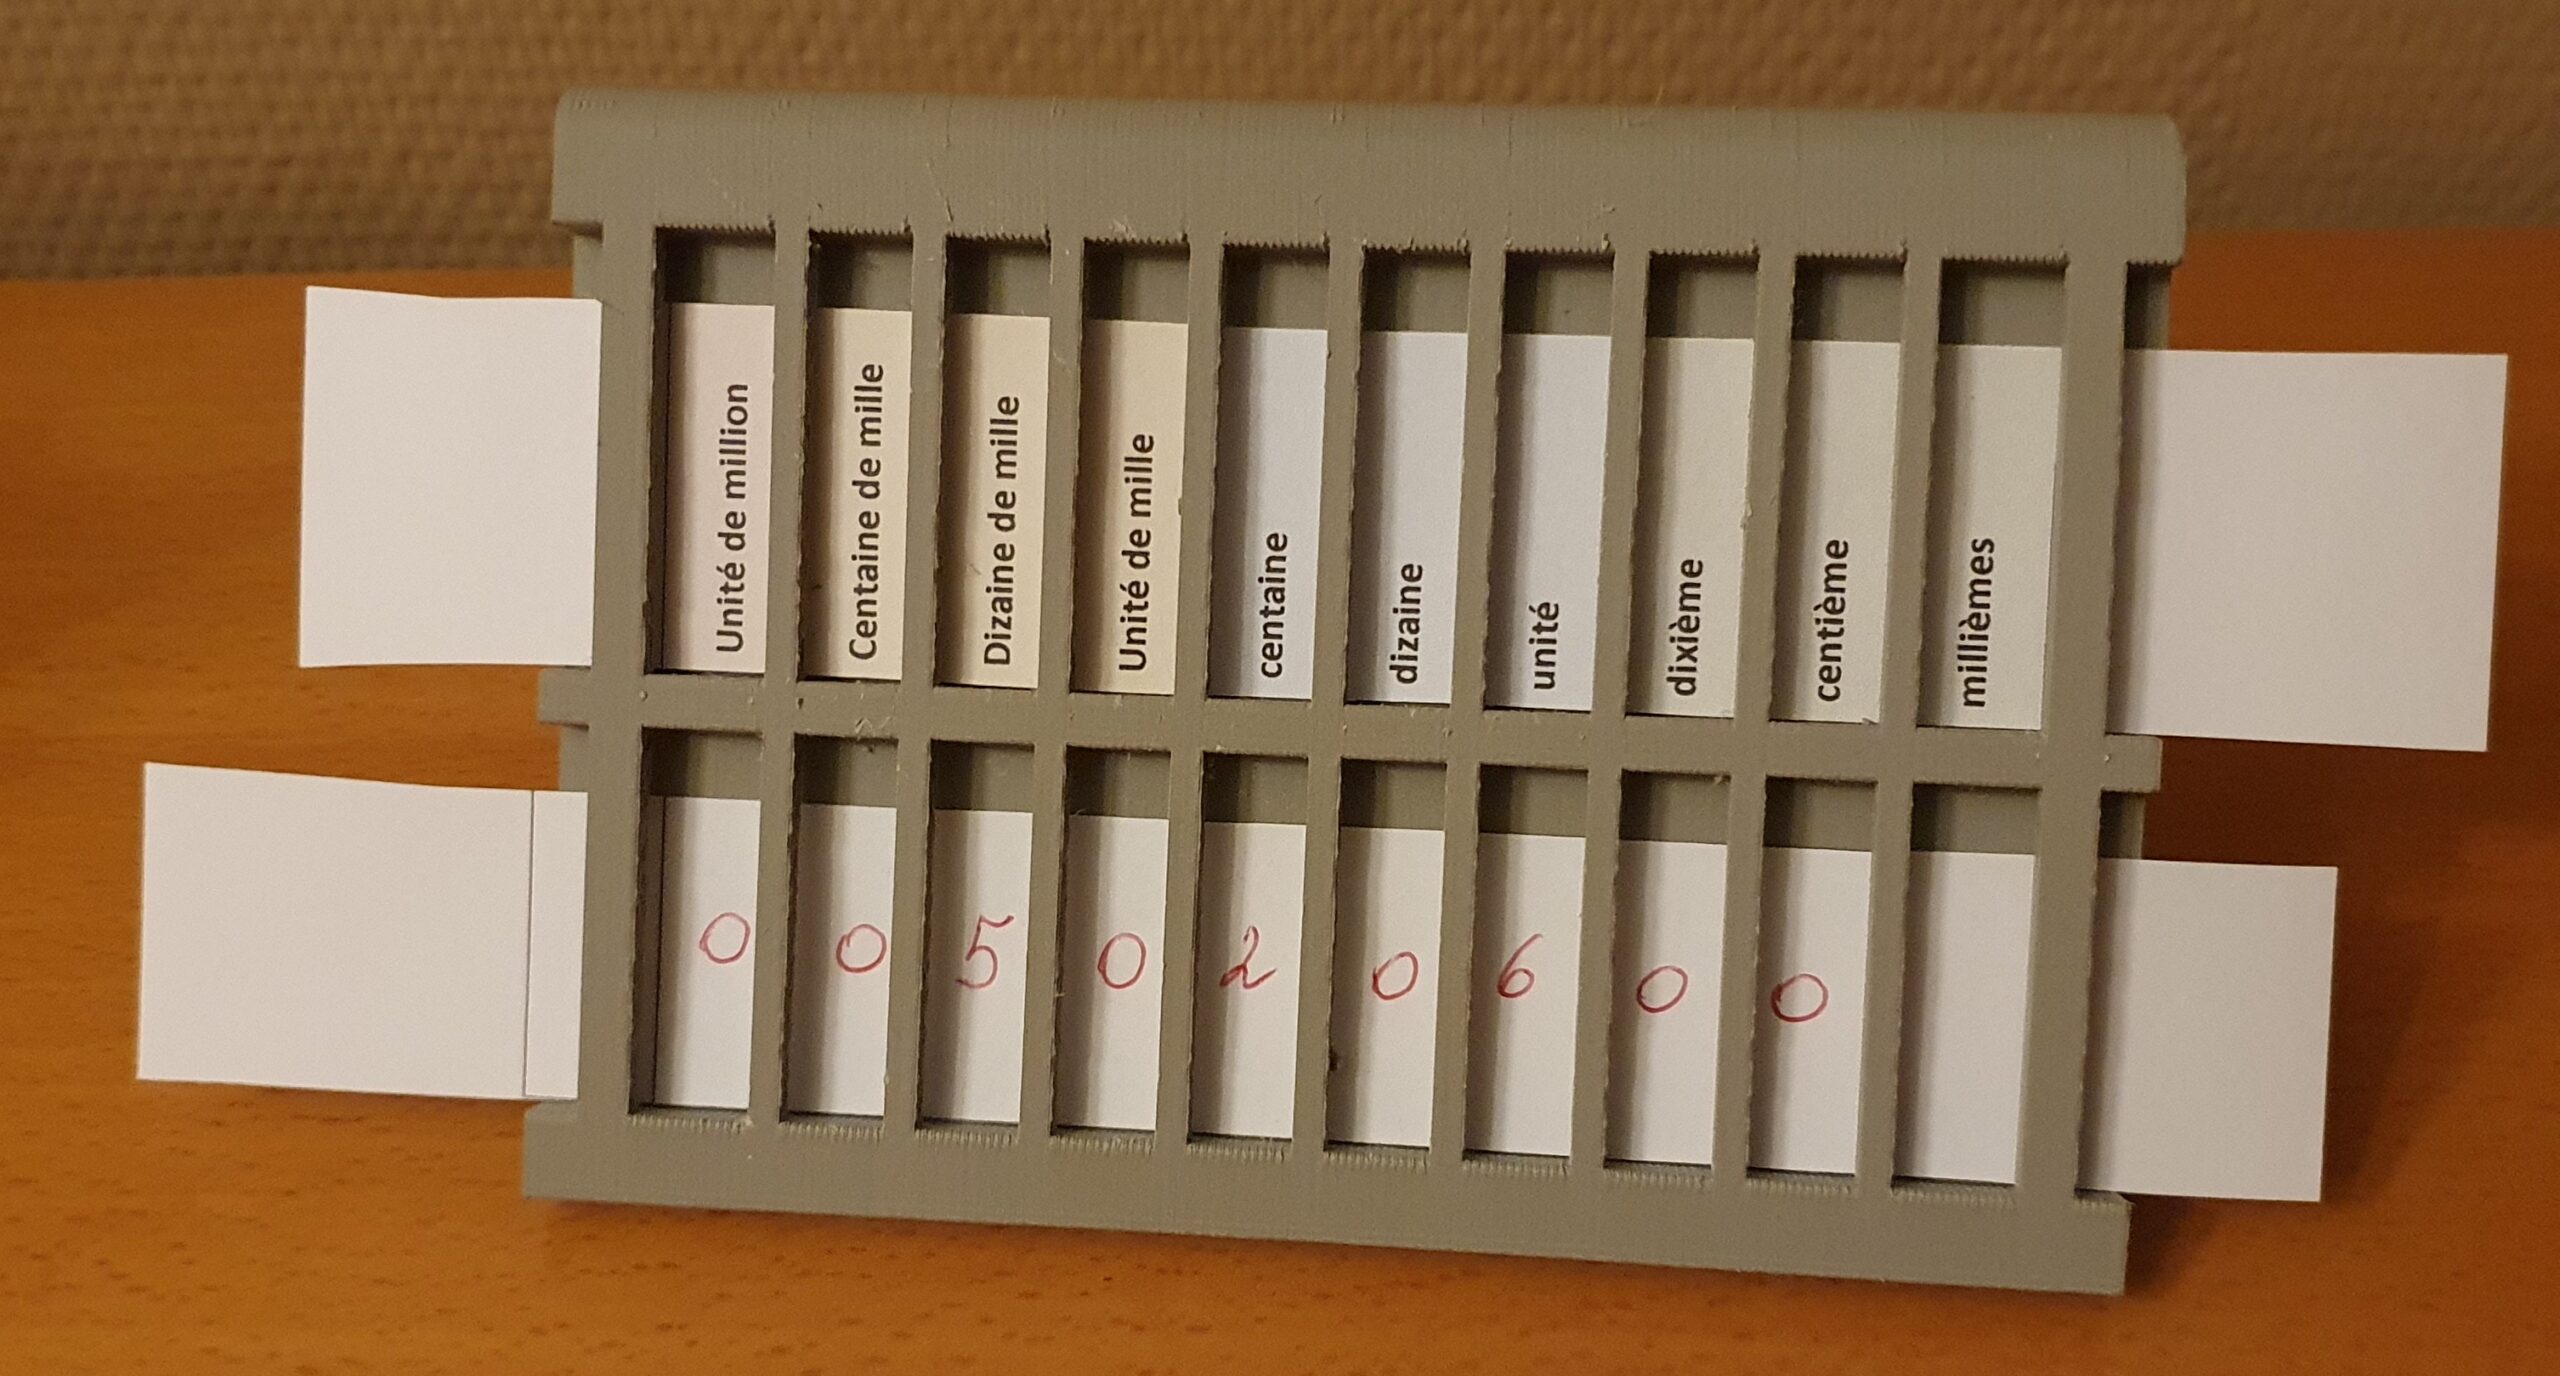 Unité de million
Centaine de mille
Dizaine de mille
Unité de mille
centaine
dizaine
unité
dixième
centième
millièmes
0 0 5 0 2 0 6 0 0